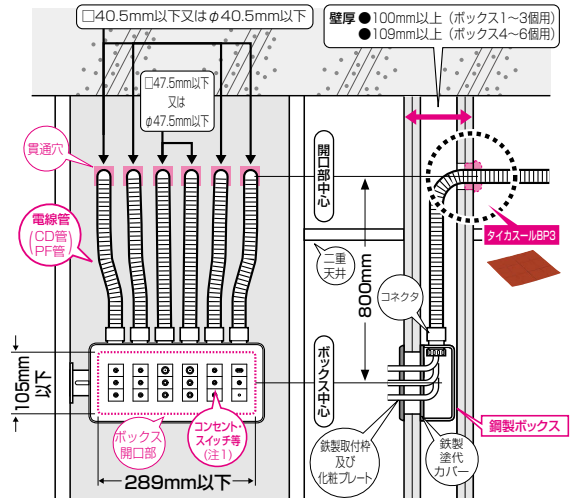 □40.5mm以下又はφ40.5mm以下
壁厚 ●100mm以上（ボックス1～3個用）
●109mm以上（ボックス4～6個用）
□47.5mm以下
又は
φ47.5mm以下
貫通穴
電線管
(CD管)
(PF管)
開口部中心
二重
天井
800mm
タイカスールBP3
コネクタ
ボックス中心
105mm
以下
ボックス
開口部
コンセント・
スイッチ等
(注1)
289mm以下
鉄製取付枠
及び
化粧プレート
鉄製
塗代
カバー
鋼製ボックス